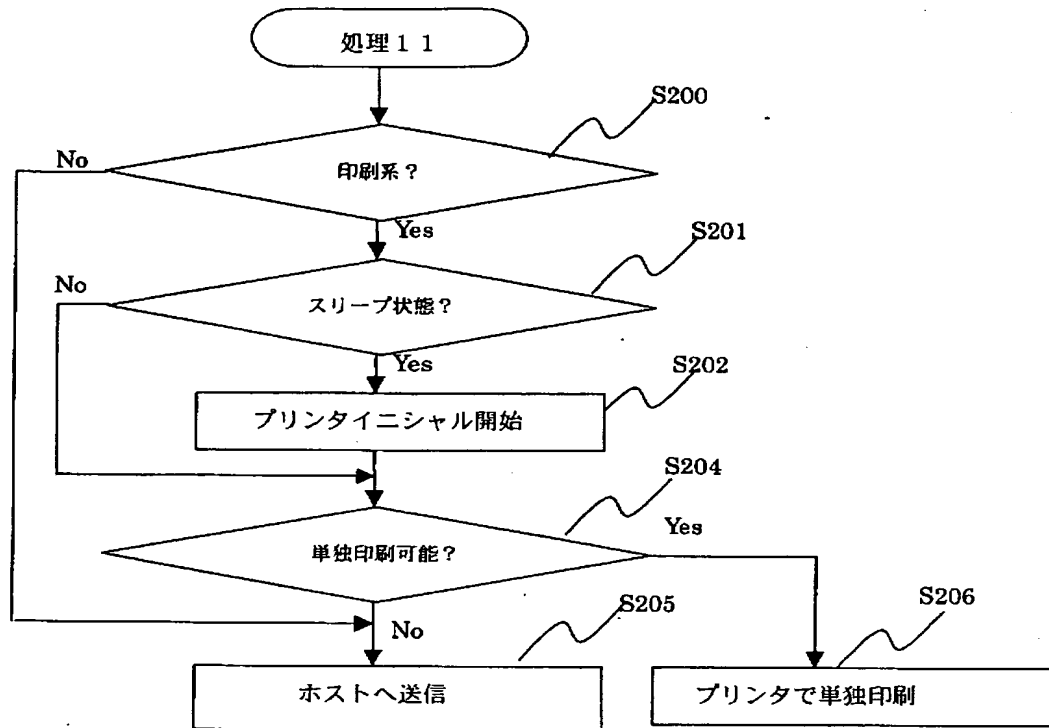 処理11
S200
No
印刷系?
Yes
S201
No
スリープ状態?
Yes
S202
プリンタイニシャル開始
S204
Yes
単独印刷可能?
S205
S206
No
ホストへ送信
プリンタで単独印刷